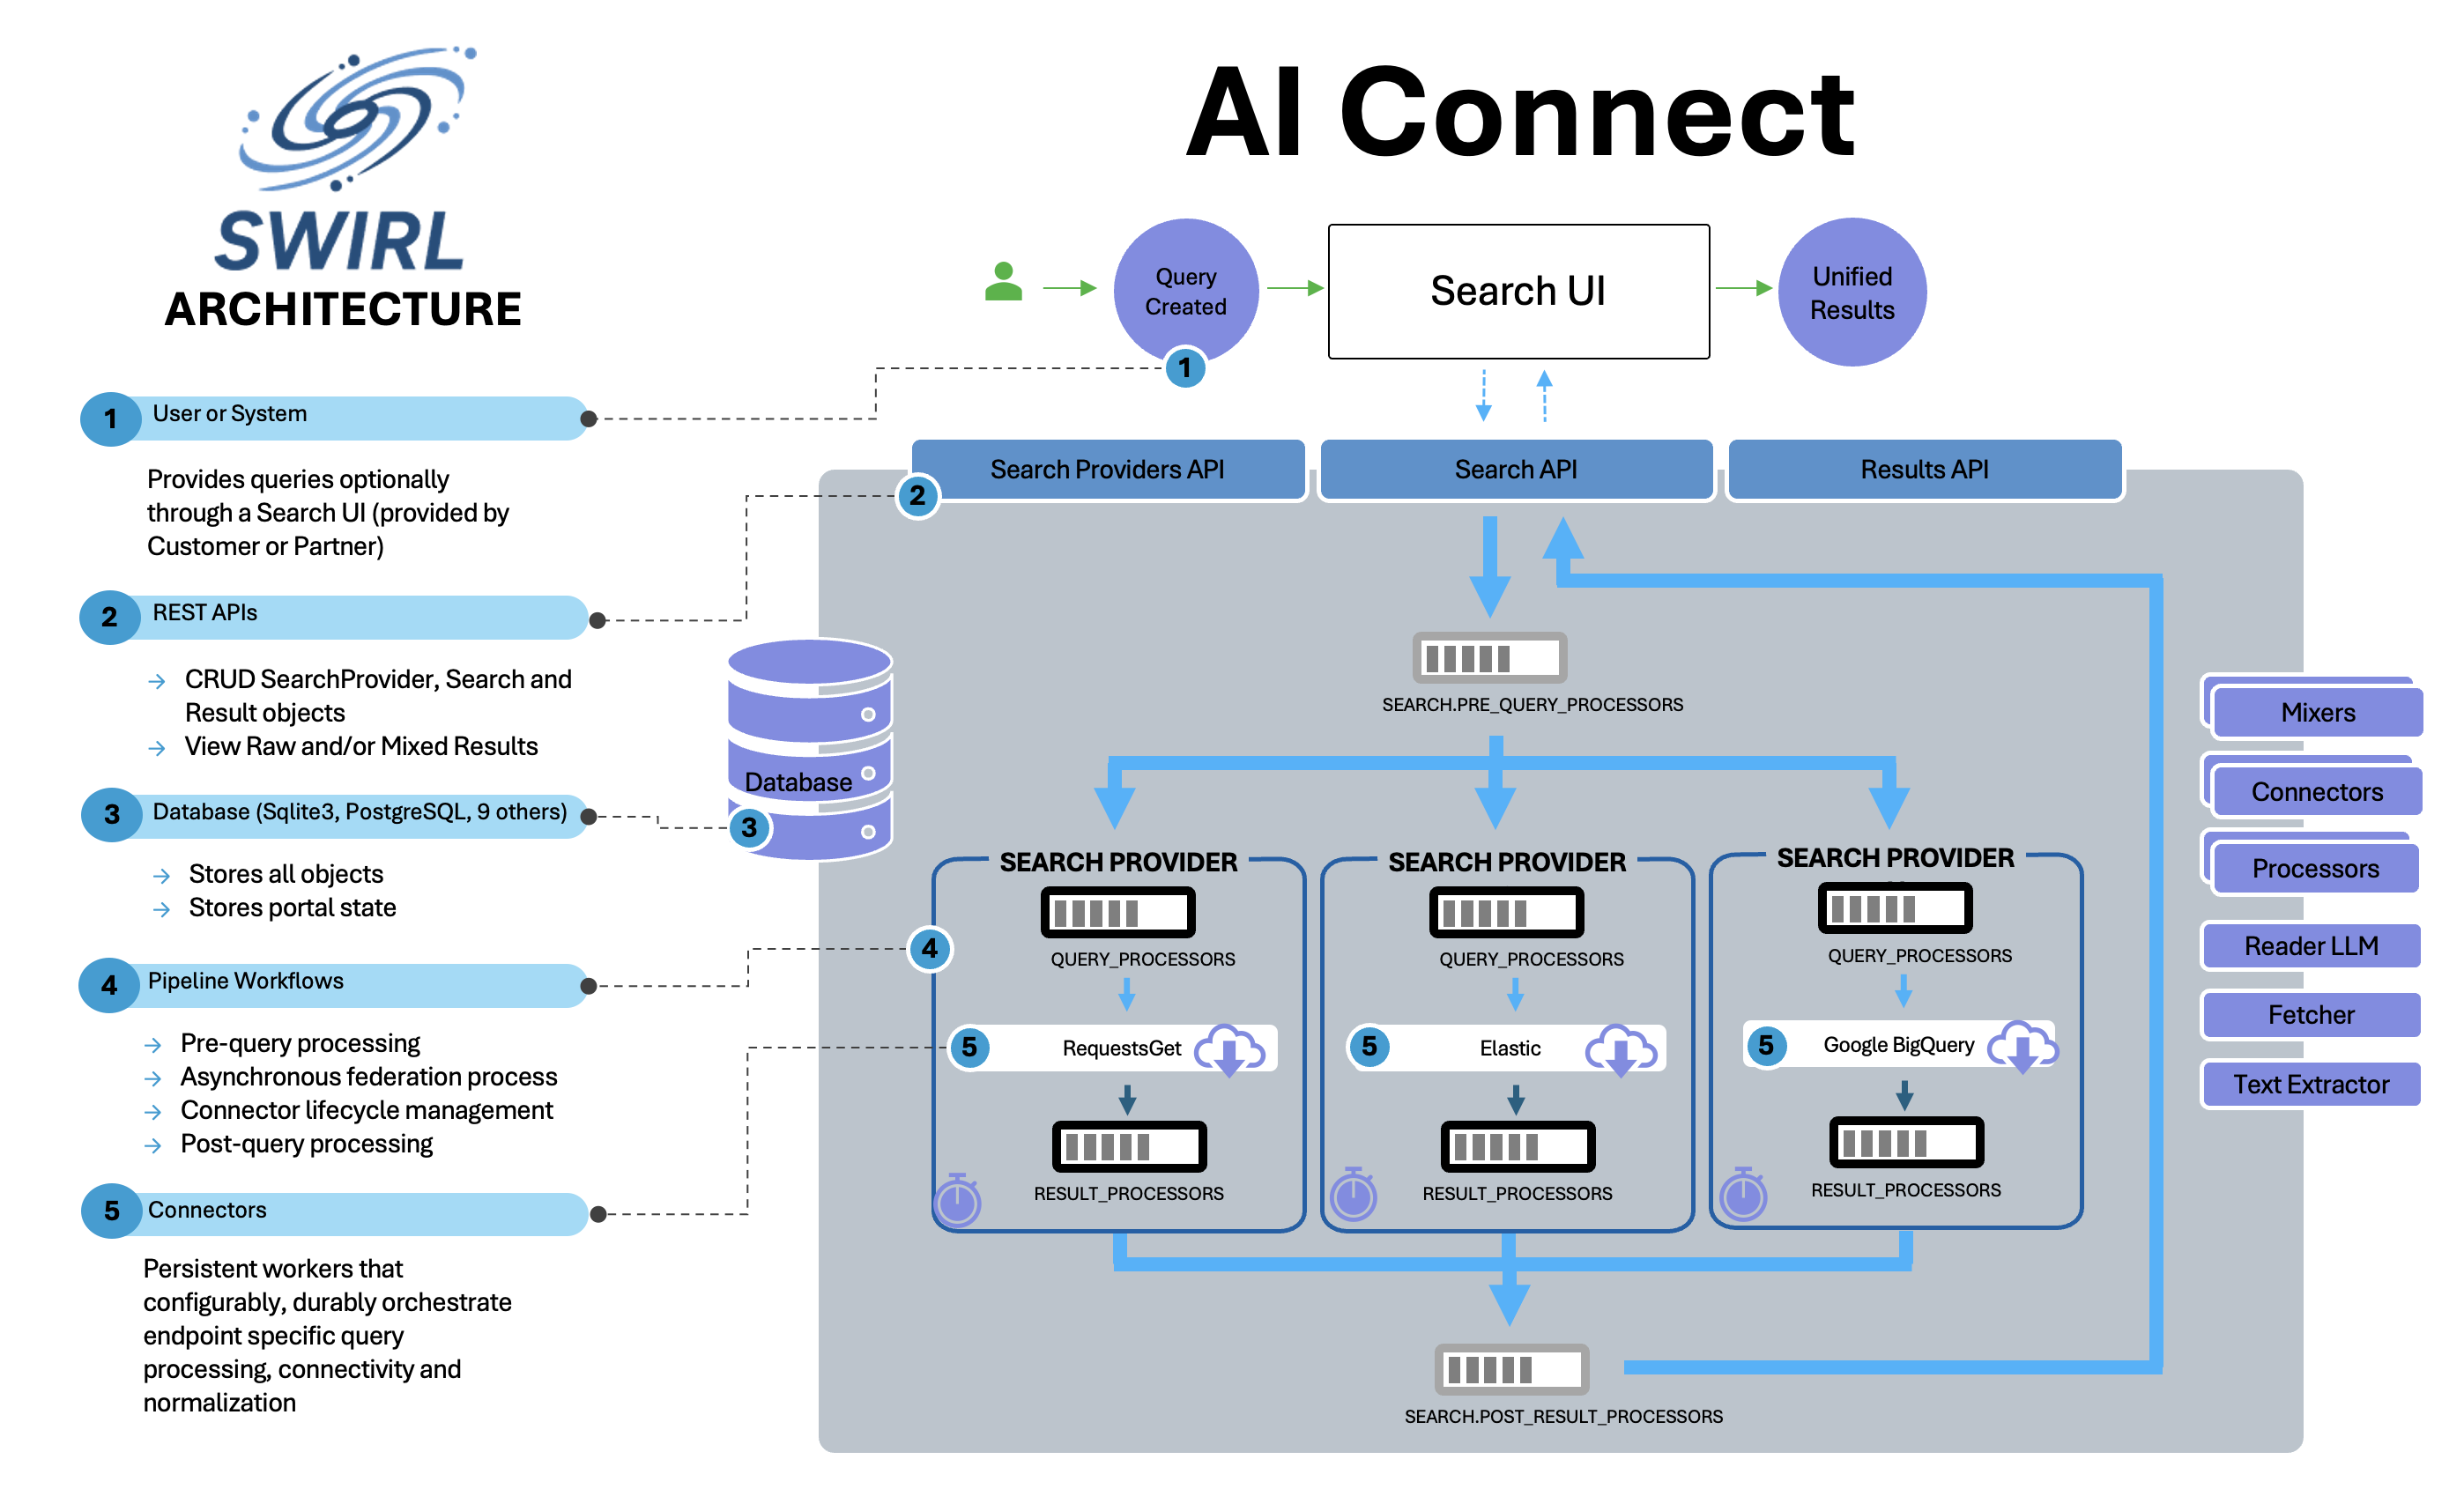 SWIRL
ARCHITECTURE
AI Connect
Query
Created
Search UI
Unified
Results
1
1 User or System
Provides queries optionally
through a Search UI (provided by
Customer or Partner)
2 REST APIs
→ CRUD SearchProvider, Search and
Result objects
→ View Raw and/or Mixed Results
3 Database (Sqlite3, PostgreSQL, 9 others)
→ Stores all objects
→ Stores portal state
4 Pipeline Workflows
→ Pre-query processing
→ Asynchronous federation process
→ Connector lifecycle management
→ Post-query processing
5 Connectors
Persistent workers that
configurably, durably orchestrate
endpoint specific query
processing, connectivity and
normalization
Search Providers API
Search API
Results API
2
SEARCH.PRE_QUERY_PROCESSORS
Database
3
SEARCH PROVIDER
QUERY_PROCESSORS
4
5 RequestsGet
RESULT_PROCESSORS
SEARCH PROVIDER
QUERY_PROCESSORS
5 Elastic
RESULT_PROCESSORS
SEARCH PROVIDER
QUERY_PROCESSORS
5 Google BigQuery
RESULT_PROCESSORS
SEARCH.POST_RESULT_PROCESSORS
Mixers
Connectors
Processors
Reader LLM
Fetcher
Text Extractor